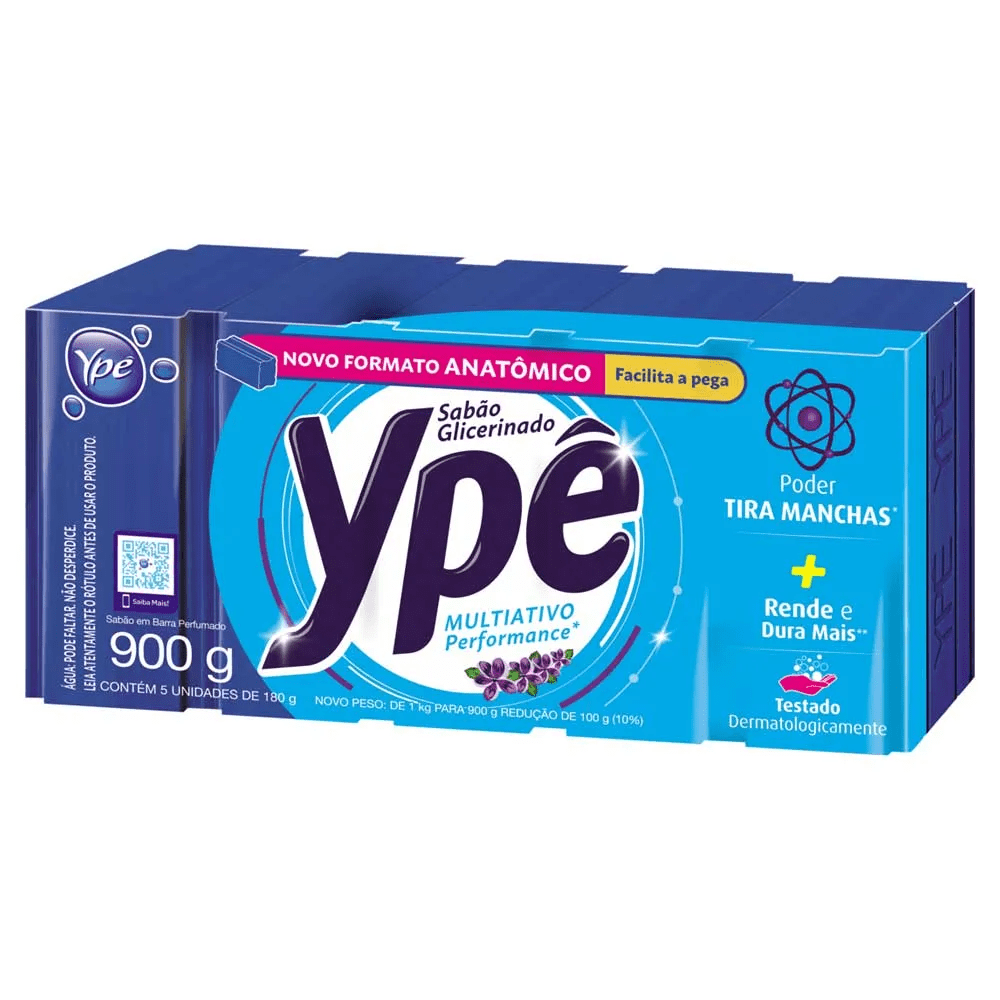 Ypê
ÁGUA: PODE FALTAR. NÃO DESPERDICE.
LEIA ATENTAMENTE O RÓTULO ANTES DE USAR O PRODUTO.
Saiba Mais!
Sabão em Barra Perfumado
900 g
CONTÉM 5 UNIDADES DE 180 g
NOVO FORMATO ANATÔMICO
Facilita a pega
Sabão
Glicerinado
Ypê
MULTIATIVO
Performance*
NOVO PESO: DE 1 kg PARA 900 g REDUÇÃO DE 100 g (10%)
Poder
TIRA MANCHAS*
+
Rende e
Dura Mais**
Testado
Dermatologicamente
YPÊ
YPÊ